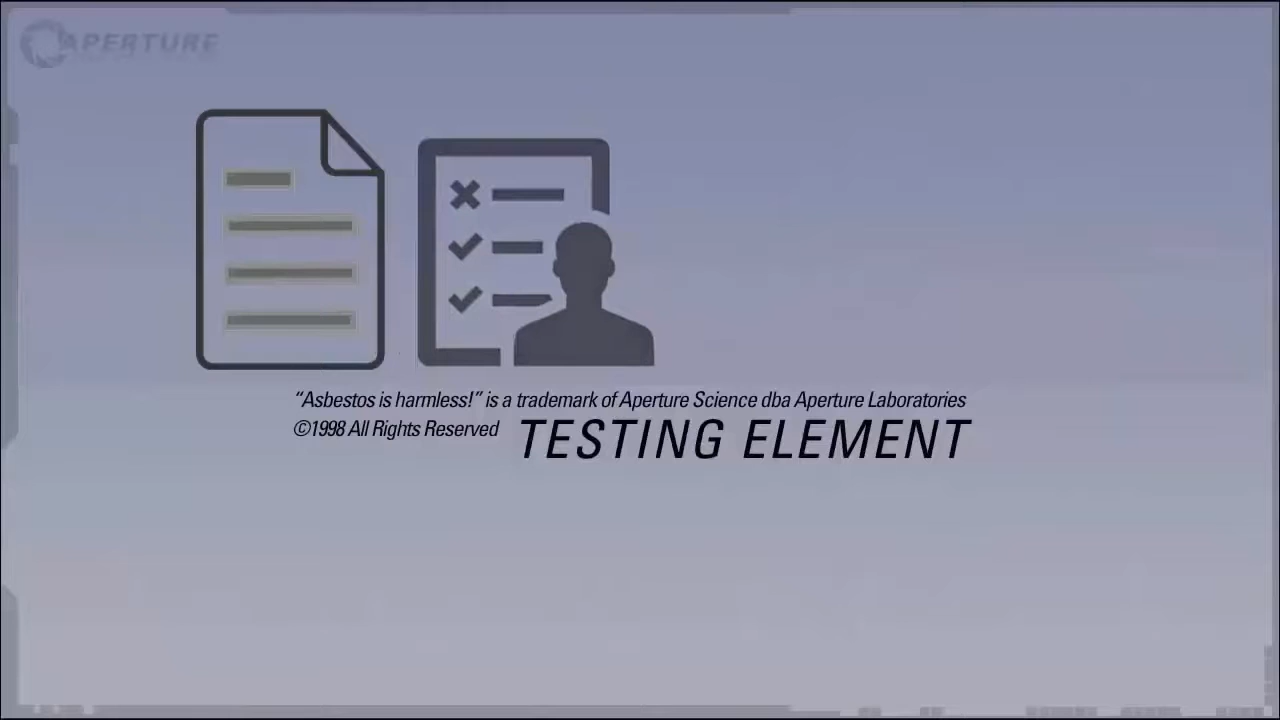 APERTURE
“Asbestos is harmless!” is a trademark of Aperture Science dba Aperture Laboratories
©1998 All Rights Reserved
TESTING ELEMENT